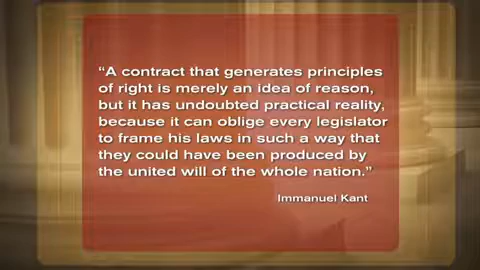 “A contract that generates principles
of right is merely an idea of reason,
but it has undoubted practical reality,
because it can oblige every legislator
to frame his laws in such a way that
they could have been produced by
the united will of the whole nation.”
Immanuel Kant